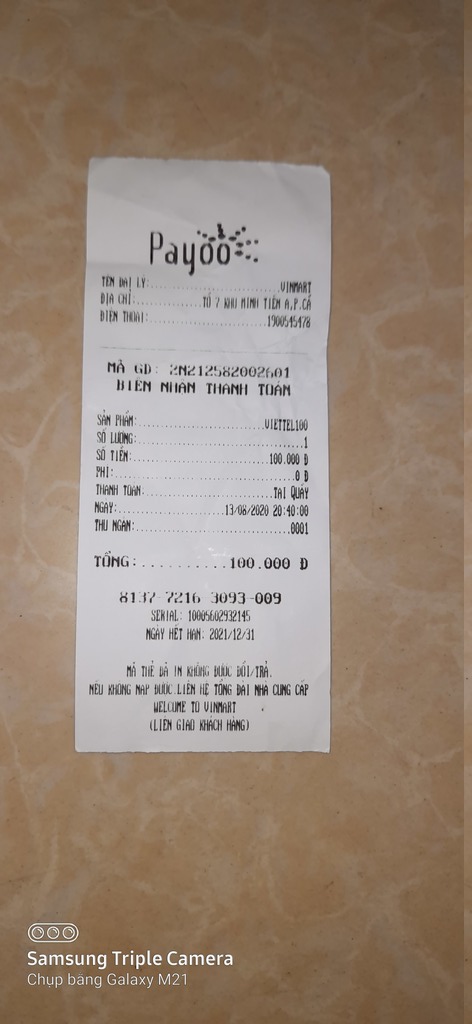 Payoo
TÊN ĐẠI LÝ:......................VINMART
ĐỊA CHỈ:............TỔ 7 KHU MINH TIẾN A,P.CẨ
ĐIỆN THOẠI:....................1900545478
MÃ GD: 2N212582002601
BIÊN NHẬN THANH TOÁN
SẢN PHẨM:......................VIETTEL100
SỐ LƯỢNG:..............................1
SỐ TIỀN:.......................100.000 Đ
PHÍ:.................................0 Đ
THANH TOÁN:......................TẠI QUẦY
NGÀY:................13/08/2020 20:40:00
THU NGÂN:...........................0001
TỔNG:..........100.000 Đ
8137-7216 3093-009
SERIAL: 10005602932145
NGÀY HẾT HẠN: 2021/12/31
MÃ THẺ ĐÃ IN KHÔNG ĐƯỢC ĐỔI/TRẢ.
NẾU KHÔNG NẠP ĐƯỢC.LIÊN HỆ TỔNG ĐÀI NHÀ CUNG CẤP
WELCOME TO VINMART
(LIÊN GIAO KHÁCH HÀNG)
Samsung Triple Camera
Chụp bằng Galaxy M21